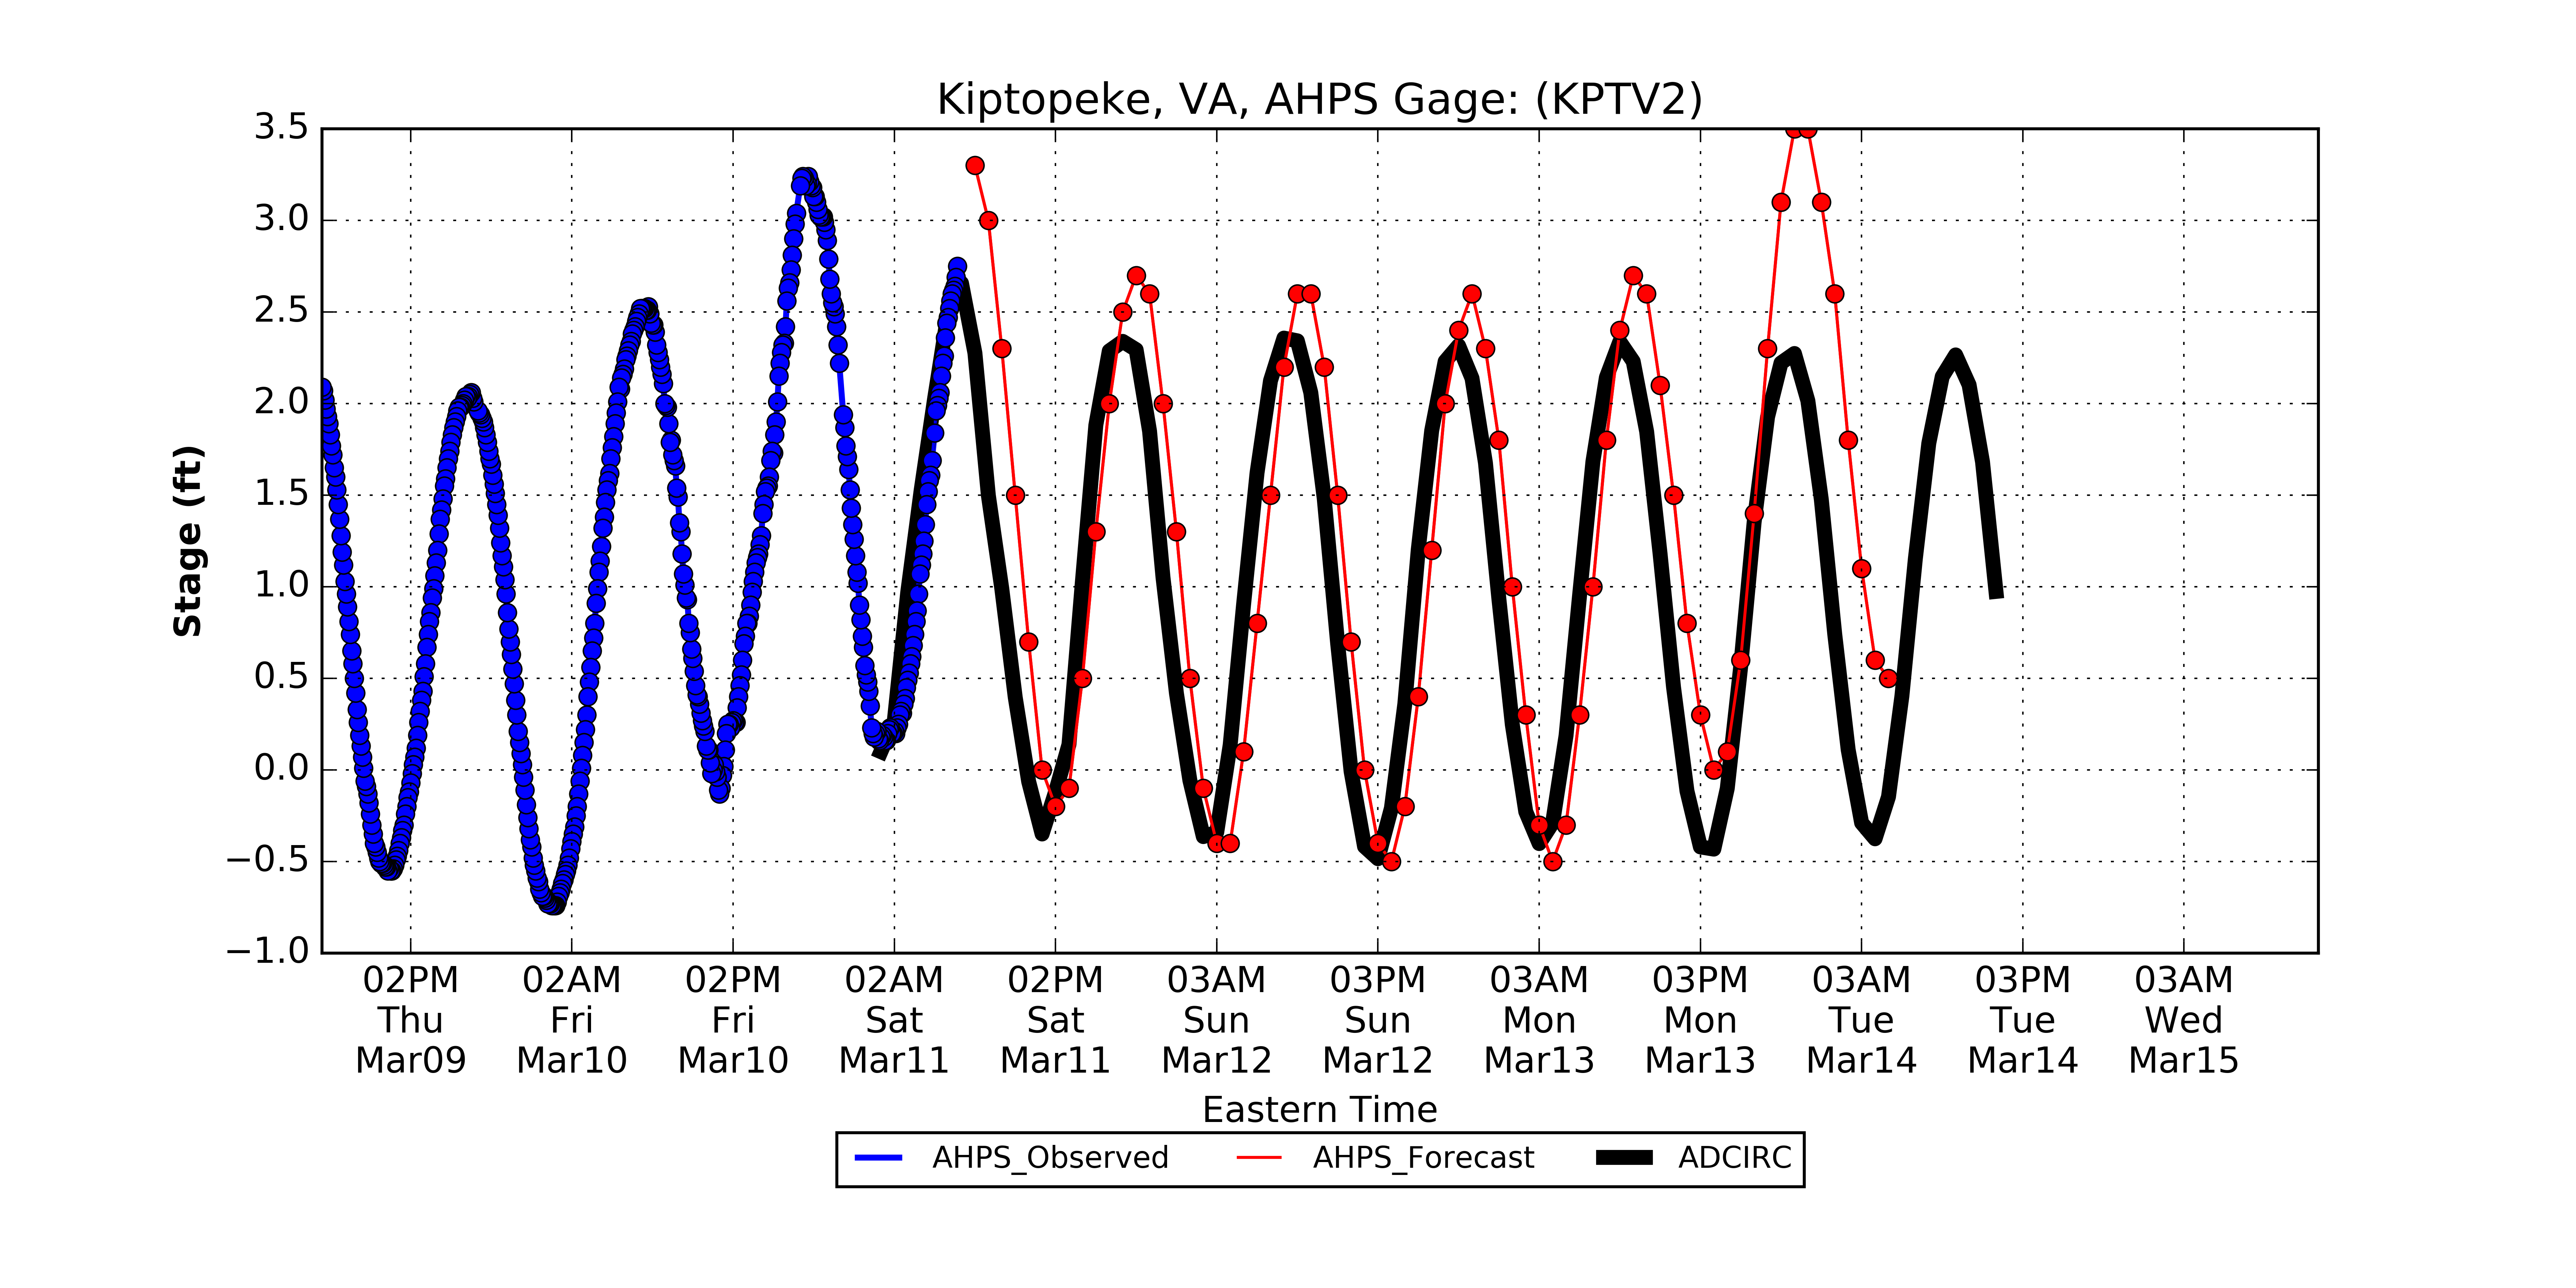 Kiptopeke, VA, AHPS Gage: (KPTV2)
3.5
3.0
2.5
2.0
1.5
1.0
0.5
0.0
−0.5
−1.0
Stage (ft)
02PM 02AM 02PM 02AM 02PM 03AM 03PM 03AM 03PM 03AM 03PM 03AM
Thu Fri Fri Sat Sat Sun Sun Mon Mon Tue Tue Wed
Mar09 Mar10 Mar10 Mar11 Mar11 Mar12 Mar12 Mar13 Mar13 Mar14 Mar14 Mar15
Eastern Time
AHPS_Observed AHPS_Forecast ADCIRC